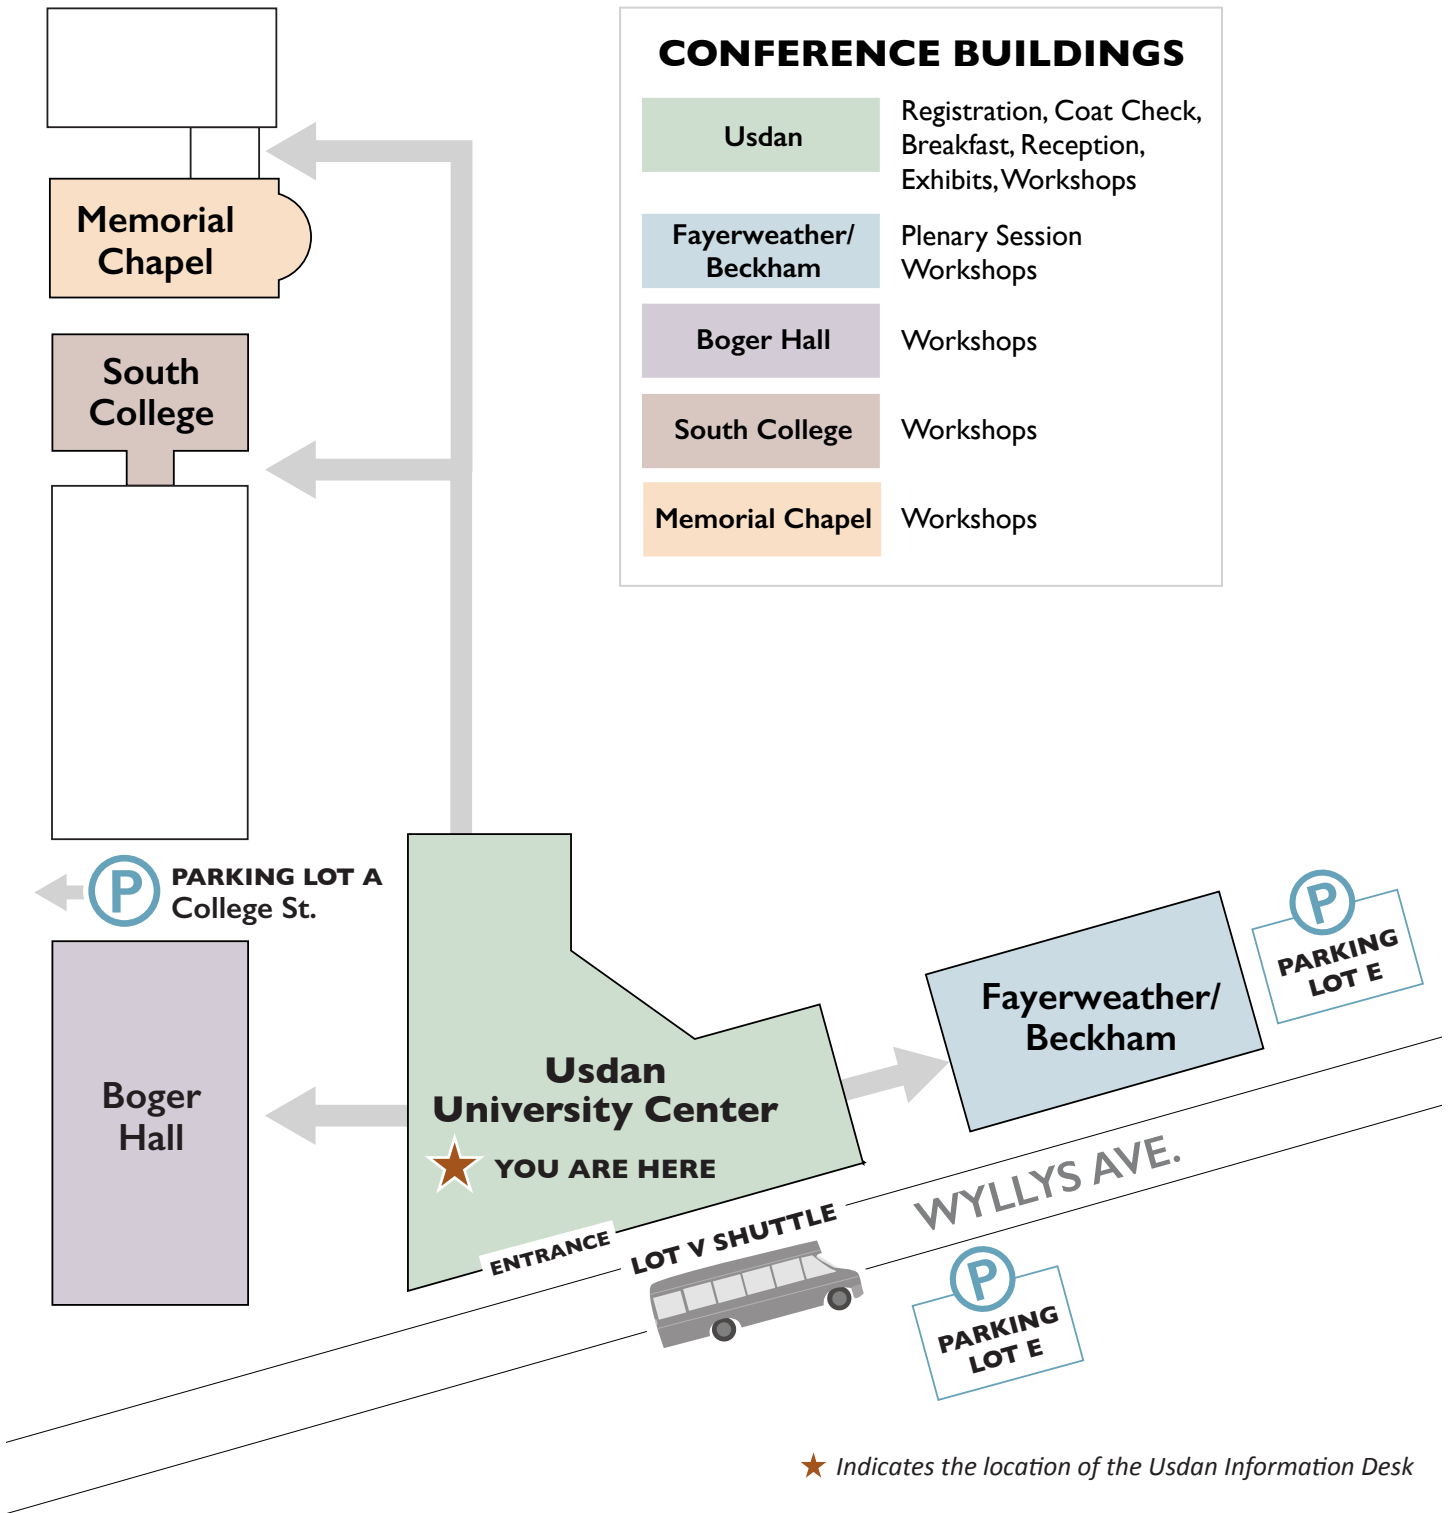 CONFERENCE BUILDINGS
Usdan
Registration, Coat Check,
Breakfast, Reception,
Exhibits, Workshops
Fayerweather/
Beckham
Plenary Session
Workshops
Boger Hall
Workshops
South College
Workshops
Memorial Chapel
Workshops
Memorial
Chapel
South
College
P
PARKING LOT A
College St.
Boger
Hall
Usdan
University Center
YOU ARE HERE
ENTRANCE
LOT V SHUTTLE
Fayerweather/
Beckham
P
PARKING
LOT E
WYLLYS AVE.
P
PARKING
LOT E
Indicates the location of the Usdan Information Desk